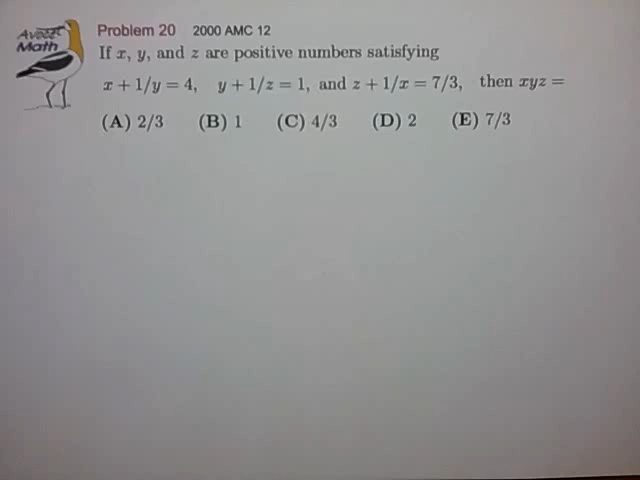 Aveet
Math
Problem 20 2000 AMC 12
If x, y, and z are positive numbers satisfying
x + 1/y = 4, y + 1/z = 1, and z + 1/x = 7/3, then xyz =
(A) 2/3 (B) 1 (C) 4/3 (D) 2 (E) 7/3